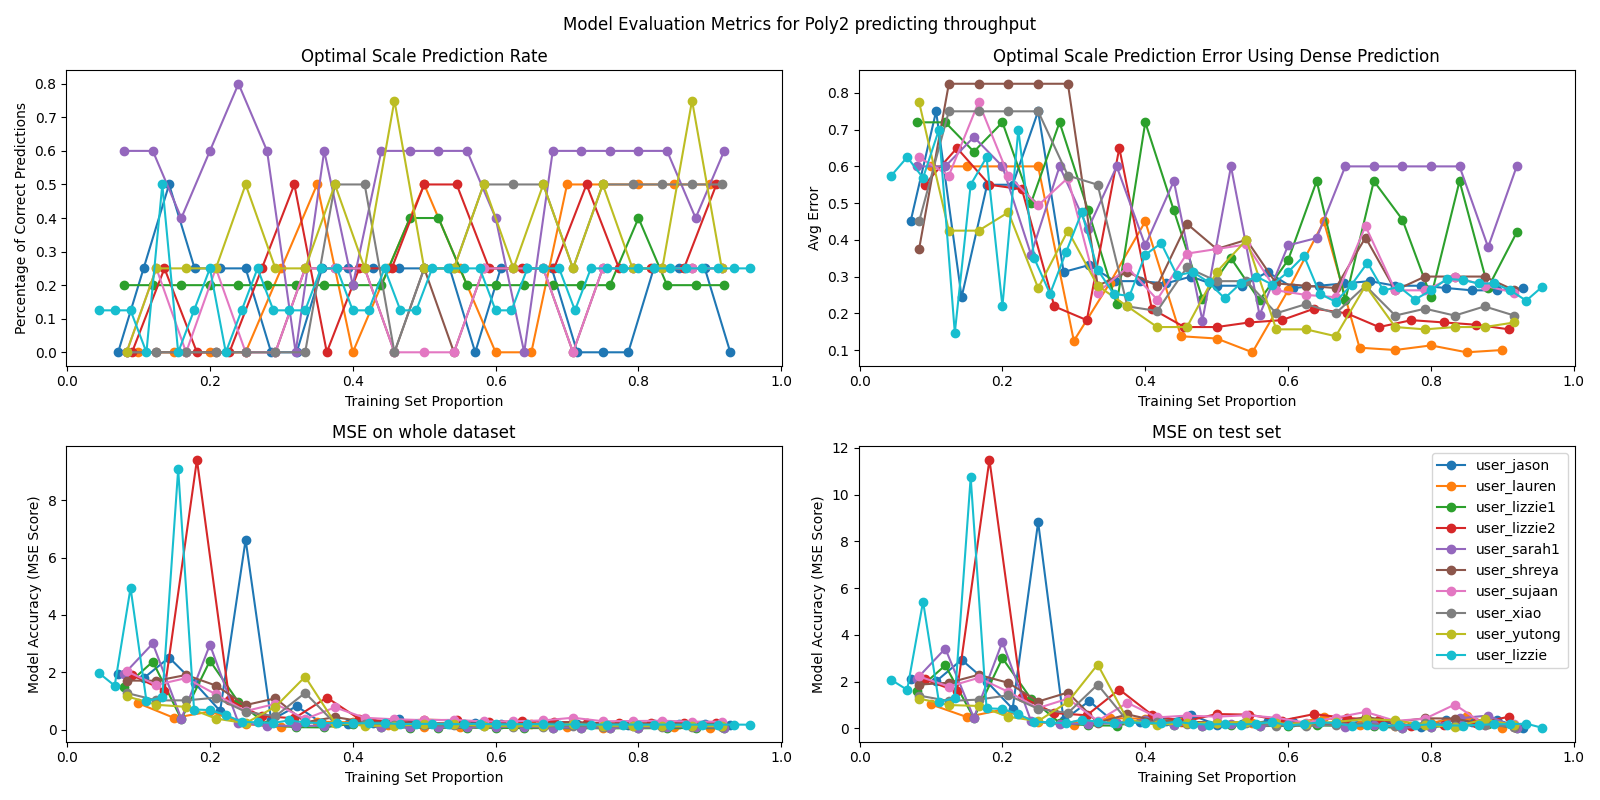 Model Evaluation Metrics for Poly2 predicting throughput
Optimal Scale Prediction Rate
Percentage of Correct Predictions
0.8
0.7
0.6
0.5
0.4
0.3
0.2
0.1
0.0
0.0 0.2 0.4 0.6 0.8 1.0
Training Set Proportion
Optimal Scale Prediction Error Using Dense Prediction
Avg Error
0.8
0.7
0.6
0.5
0.4
0.3
0.2
0.1
0.0 0.2 0.4 0.6 0.8 1.0
Training Set Proportion
MSE on whole dataset
Model Accuracy (MSE Score)
8
6
4
2
0
0.0 0.2 0.4 0.6 0.8 1.0
Training Set Proportion
MSE on test set
Model Accuracy (MSE Score)
12
10
8
6
4
2
0
0.0 0.2 0.4 0.6 0.8 1.0
Training Set Proportion
user_jason
user_lauren
user_lizzie1
user_lizzie2
user_sarah1
user_shreya
user_sujaan
user_xiao
user_yutong
user_lizzie